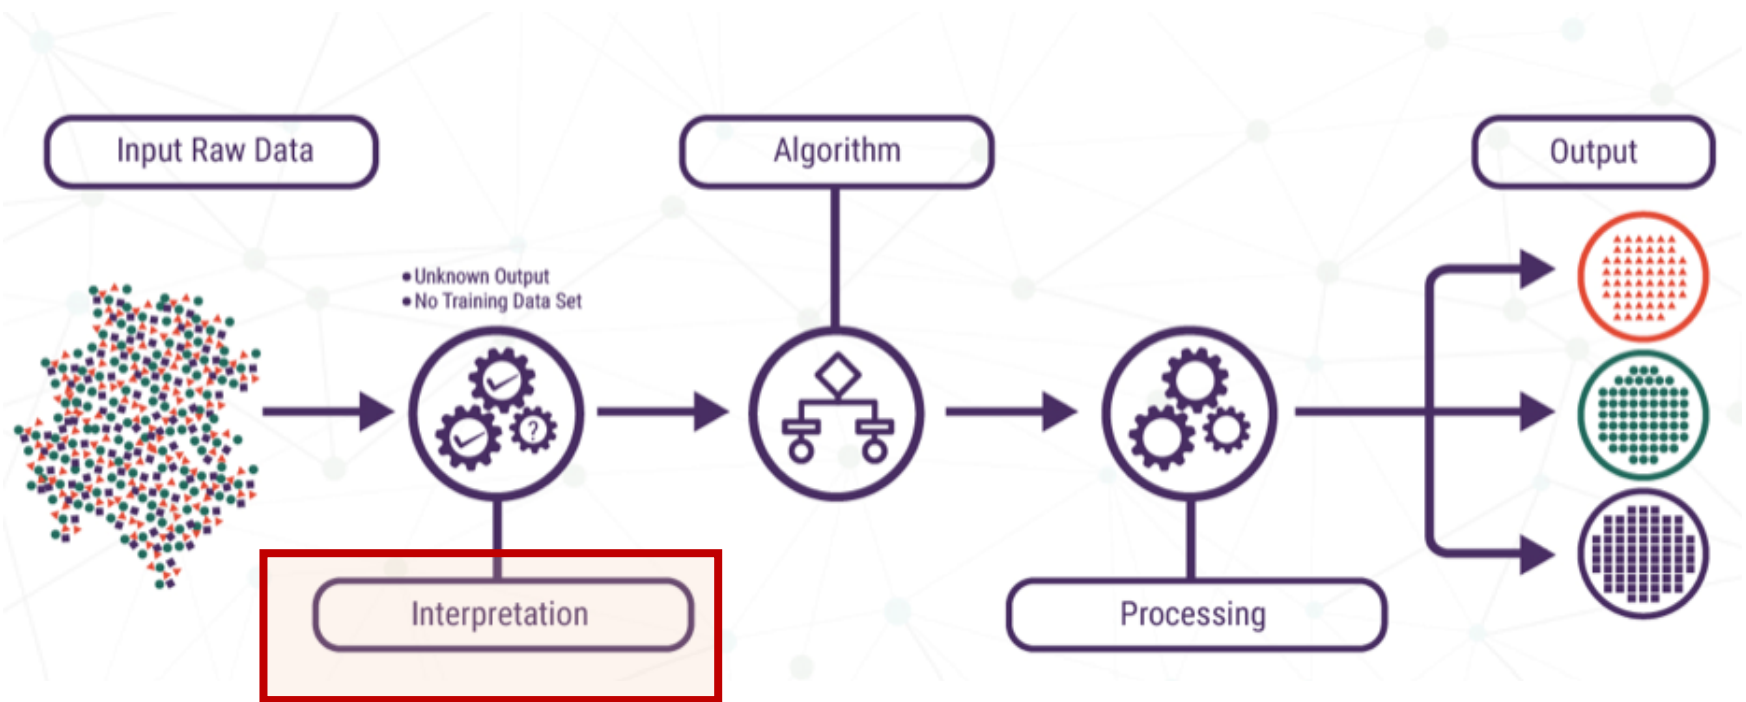 Input Raw Data
Algorithm
Output
• Unknown Output
• No Training Data Set
?
Interpretation
Processing